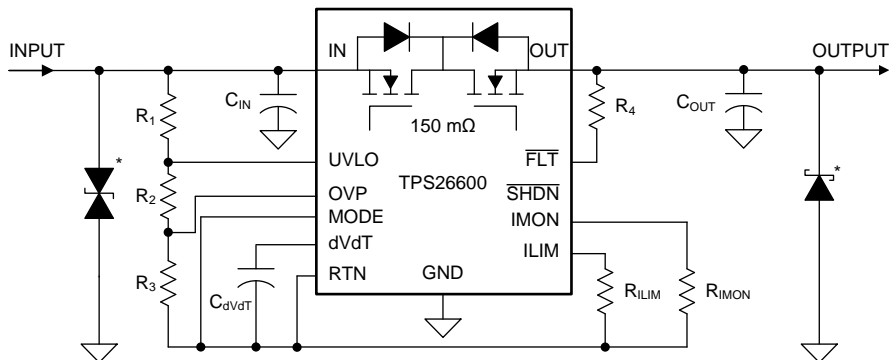 INPUT
IN
OUT
OUTPUT
R1
CIN
150 mΩ
R4
COUT
*
UVLO
FLT
*
R2
TPS26600
OVP
SHDN
MODE
IMON
dVdT
ILIM
R3
RTN
GND
CdVdT
RILIM
RIMON